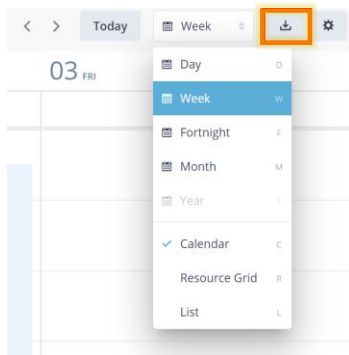 Today Week
03 FRI
Day D
Week W
Fortnight F
Month M
Year
Calendar C
Resource Grid R
List L